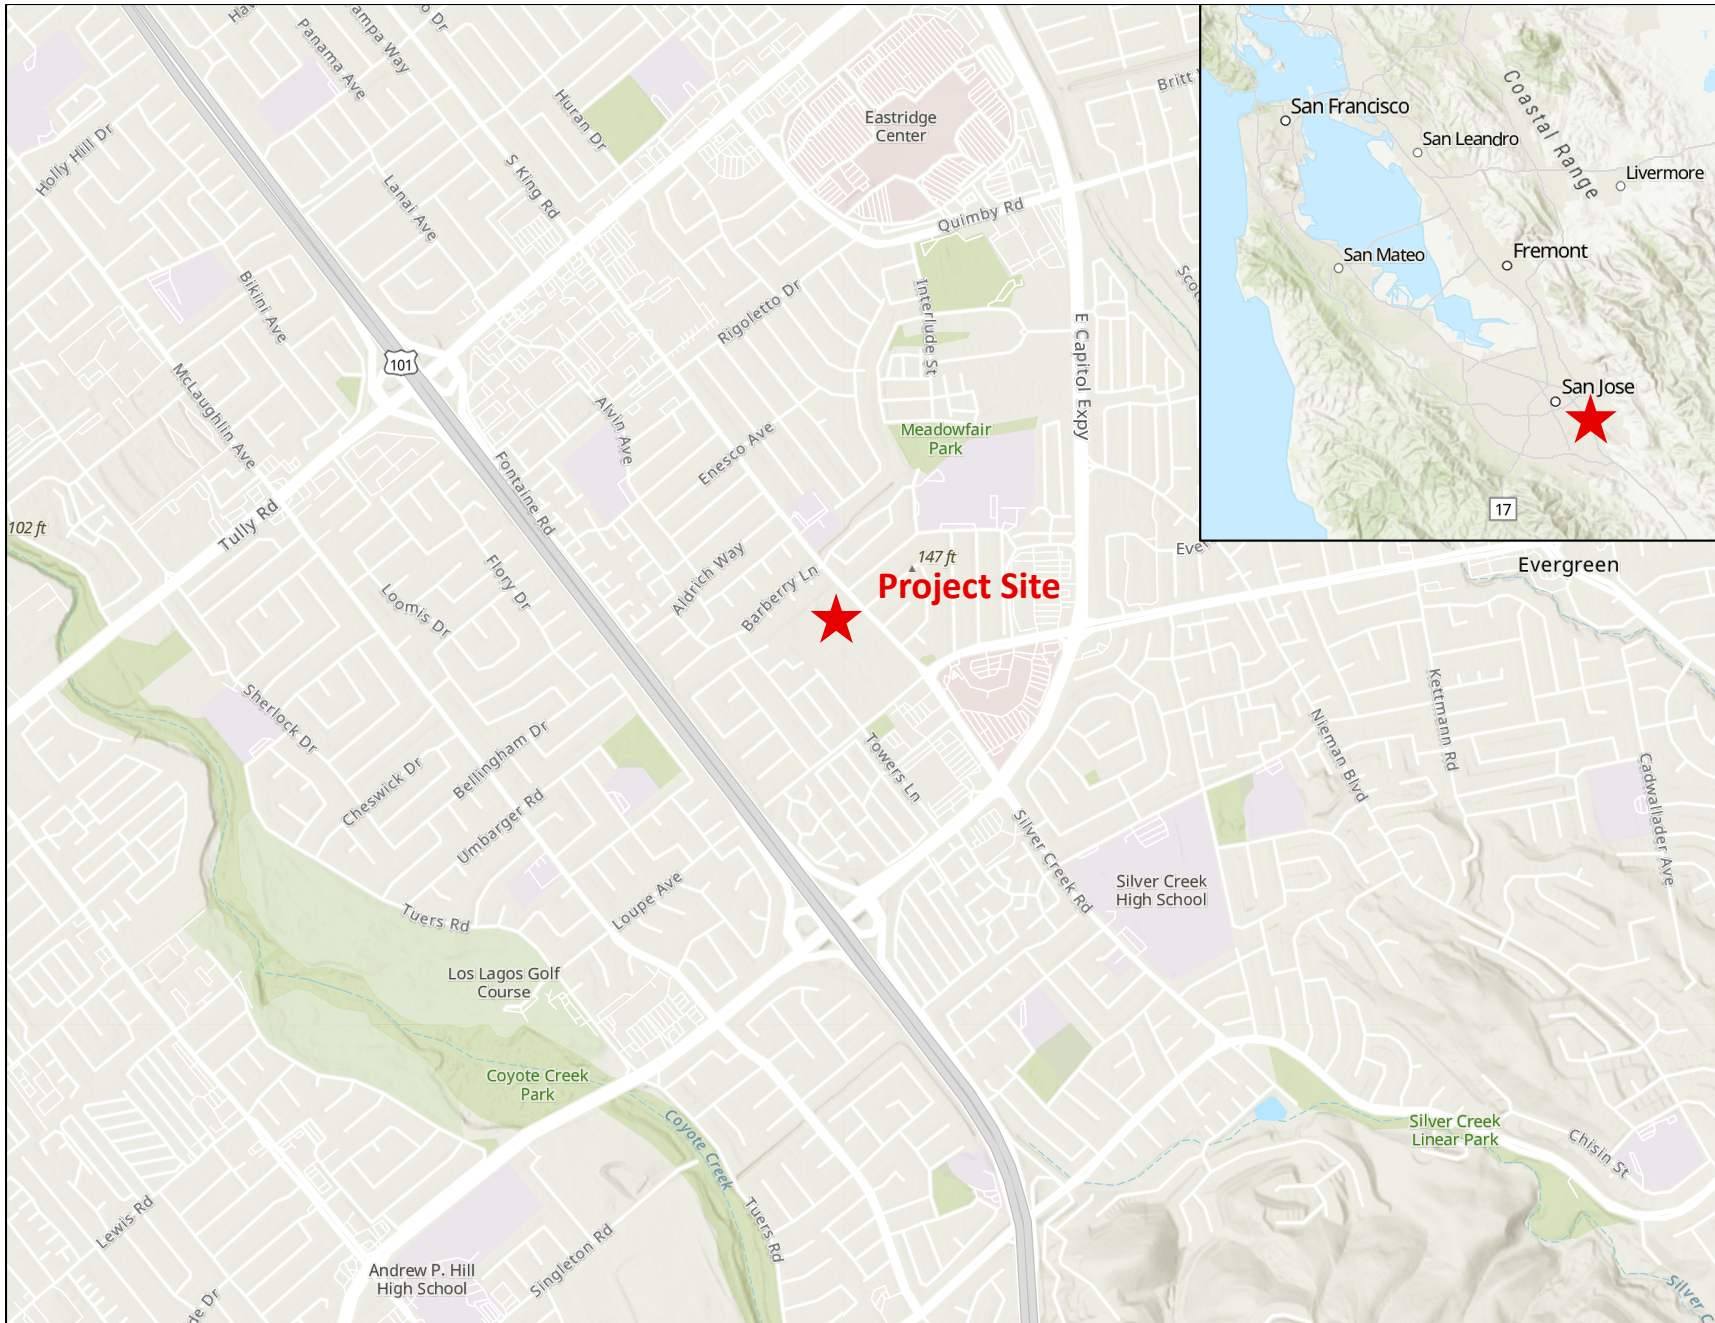 Panama Ave
Holly Hill Dr
Huran Dr
S King Rd
Lanai Ave
Bikini Ave
McLaughlin Ave
101
Tully Rd
102 ft
Eastridge
Center
Quimby Rd
Britt
Interlude St
Rigoletto Dr
E Capitol Expy
Alvin Ave
Enesco Ave
Meadowfair
Park
Fontaine Rd
Flory Dr
Loomis Dr
Aldrich Way
Barberry Ln
147 ft
Project Site
Sherlock Dr
Cheswick Dr
Bellingham Dr
Umbarger Rd
Loupe Ave
Tuers Rd
Towers Ln
Silver Creek Rd
Silver Creek
High School
Nieman Blvd
Kettmann Rd
Cadwallader Ave
Evergreen
Los Lagos Golf
Course
Coyote Creek
Park
Coyote Creek
Tuers Rd
Singleton Rd
Lewis Rd
Andrew P. Hill
High School
Silver Creek
Linear Park
Chisin St
San Francisco
San Leandro
Coastal Range
Livermore
San Mateo
Fremont
San Jose
17